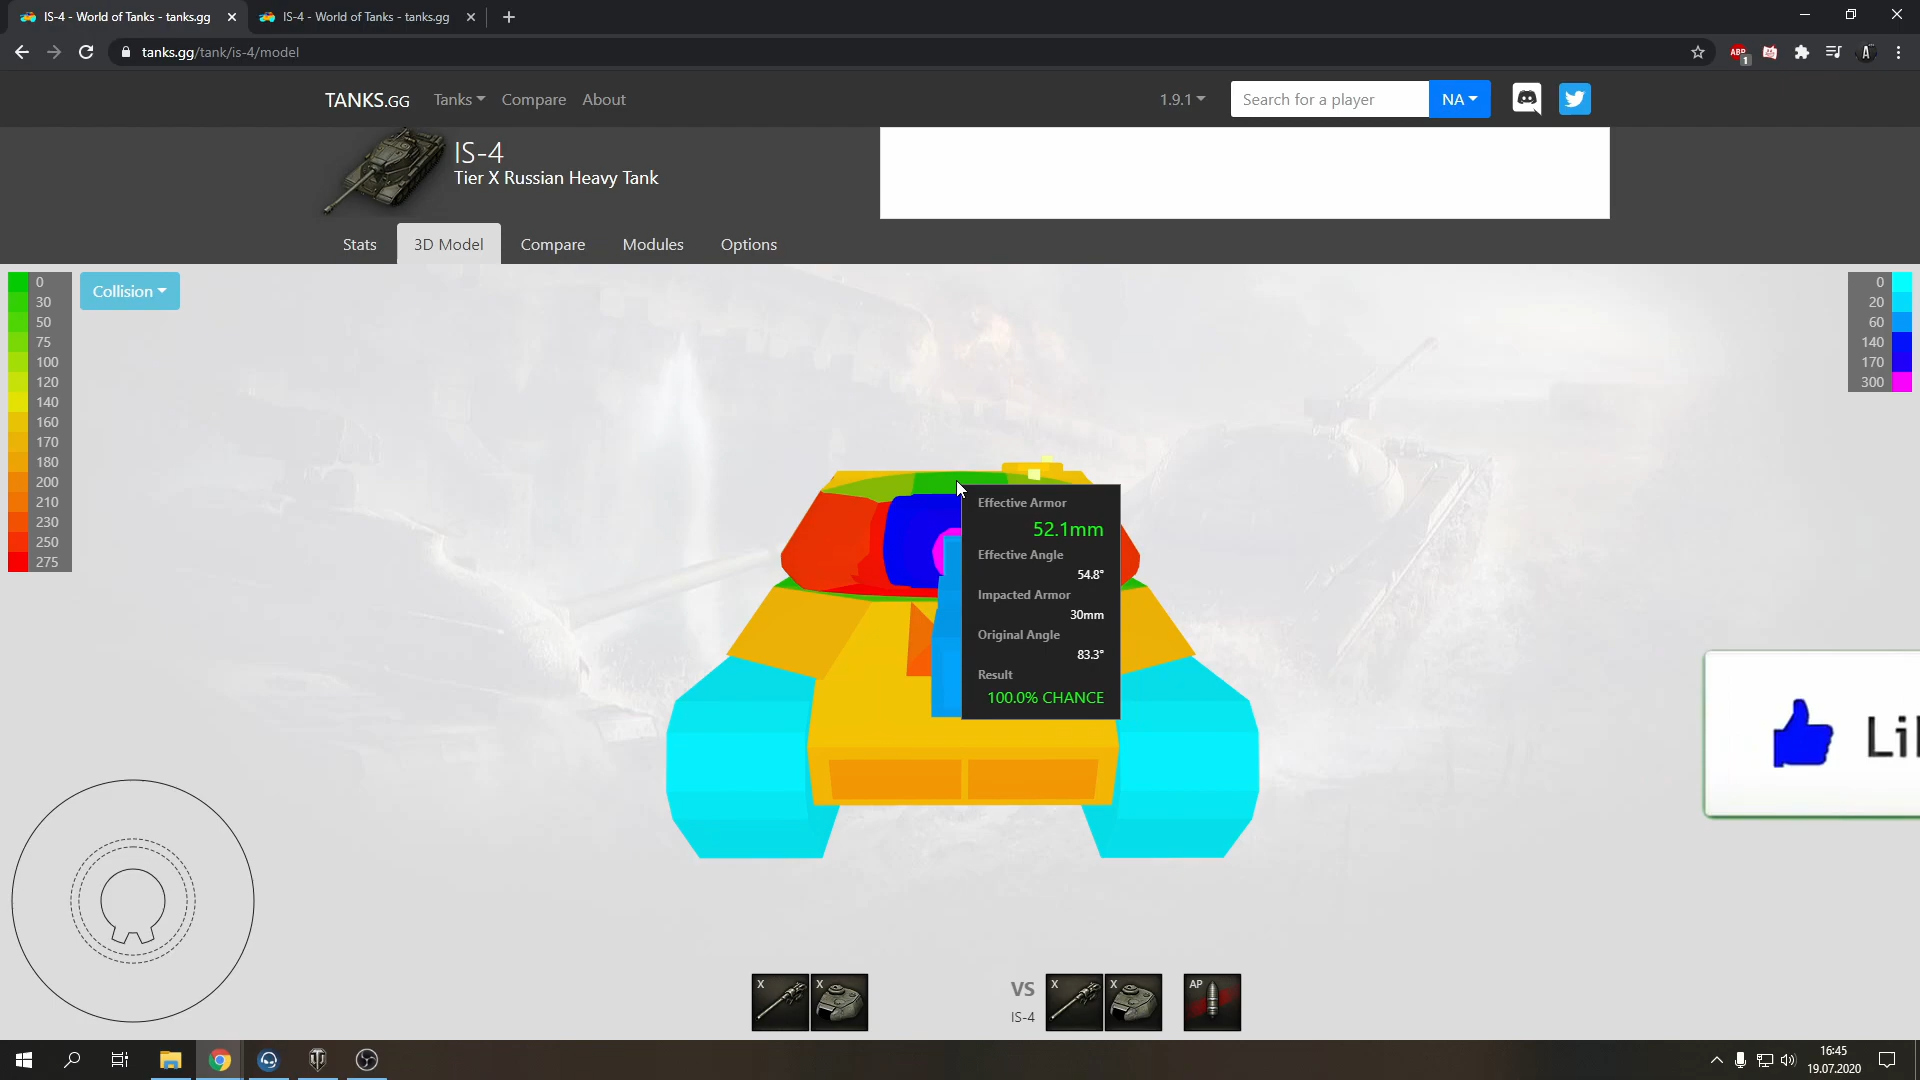 IS-4 - World of Tanks - tanks.gg
IS-4 - World of Tanks - tanks.gg
tanks.gg/tank/is-4/model
ABP
1
A
TANKS.GG
Tanks
Compare
About
1.9.1
Search for a player
NA
IS-4
Tier X Russian Heavy Tank
Stats
3D Model
Compare
Modules
Options
0
30
50
75
100
120
140
160
170
180
200
210
230
250
275
Collision
0
20
60
140
170
300
Effective Armor
52.1mm
Effective Angle
54.8°
Impacted Armor
30mm
Original Angle
83.3°
Result
100.0% CHANCE
Li
X
X
VS
IS-4
X
X
AP
16:45
19.07.2020